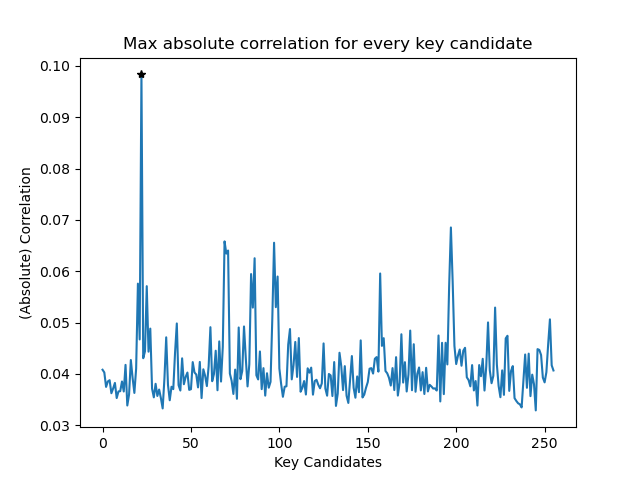 Max absolute correlation for every key candidate
0.10
0.09
0.08
0.07
0.06
0.05
0.04
0.03
(Absolute) Correlation
0 50 100 150 200 250
Key Candidates